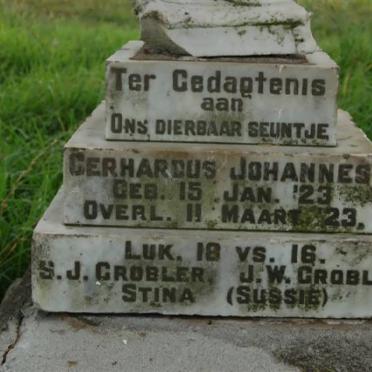 TER GEDAGTENIS
AAN
ONS DIERBAAR SEUNTJE
GERHARDUS JOHANNES
GEB. 15 JAN. '23
OVERL. 11 MAART '23.
LUK. 18 VS. 16.
S.J. GROBLER. J.W. GROBL
STINA (SUSSIE)